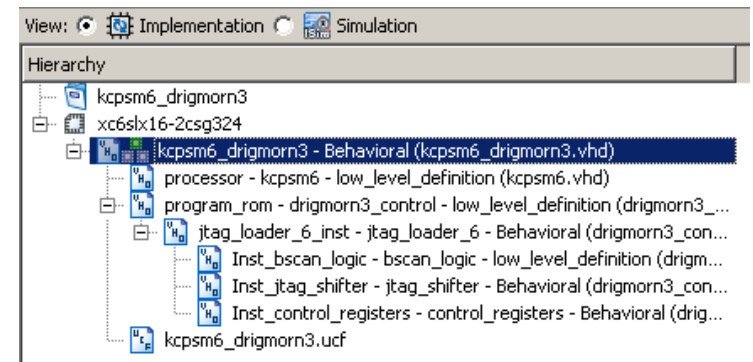 View: Implementation Simulation
Hierarchy
kcpsm6_drigmorn3
xc6slx16-2csg324
kcpsm6_drigmorn3 - Behavioral (kcpsm6_drigmorn3.vhd)
processor - kcpsm6 - low_level_definition (kcpsm6.vhd)
program_rom - drigmorn3_control - low_level_definition (drigmorn3_...
jtag_loader_6_inst - jtag_loader_6 - Behavioral (drigmorn3_con...
Inst_bscan_logic - bscan_logic - low_level_definition (drigm...
Inst_jtag_shifter - jtag_shifter - Behavioral (drigmorn3_con...
Inst_control_registers - control_registers - Behavioral (drig...
kcpsm6_drigmorn3.ucf